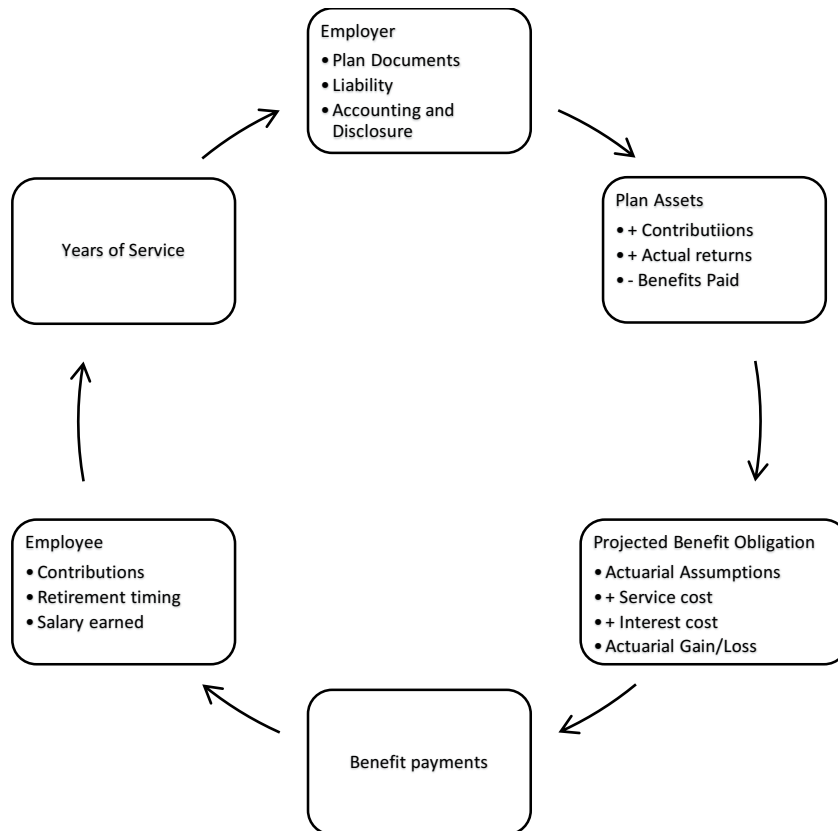 Employer
• Plan Documents
• Liability
• Accounting and
Disclosure
Plan Assets
• + Contributiions
• + Actual returns
• - Benefits Paid
Projected Benefit Obligation
• Actuarial Assumptions
• + Service cost
• + Interest cost
• Actuarial Gain/Loss
Benefit payments
Employee
• Contributions
• Retirement timing
• Salary earned
Years of Service